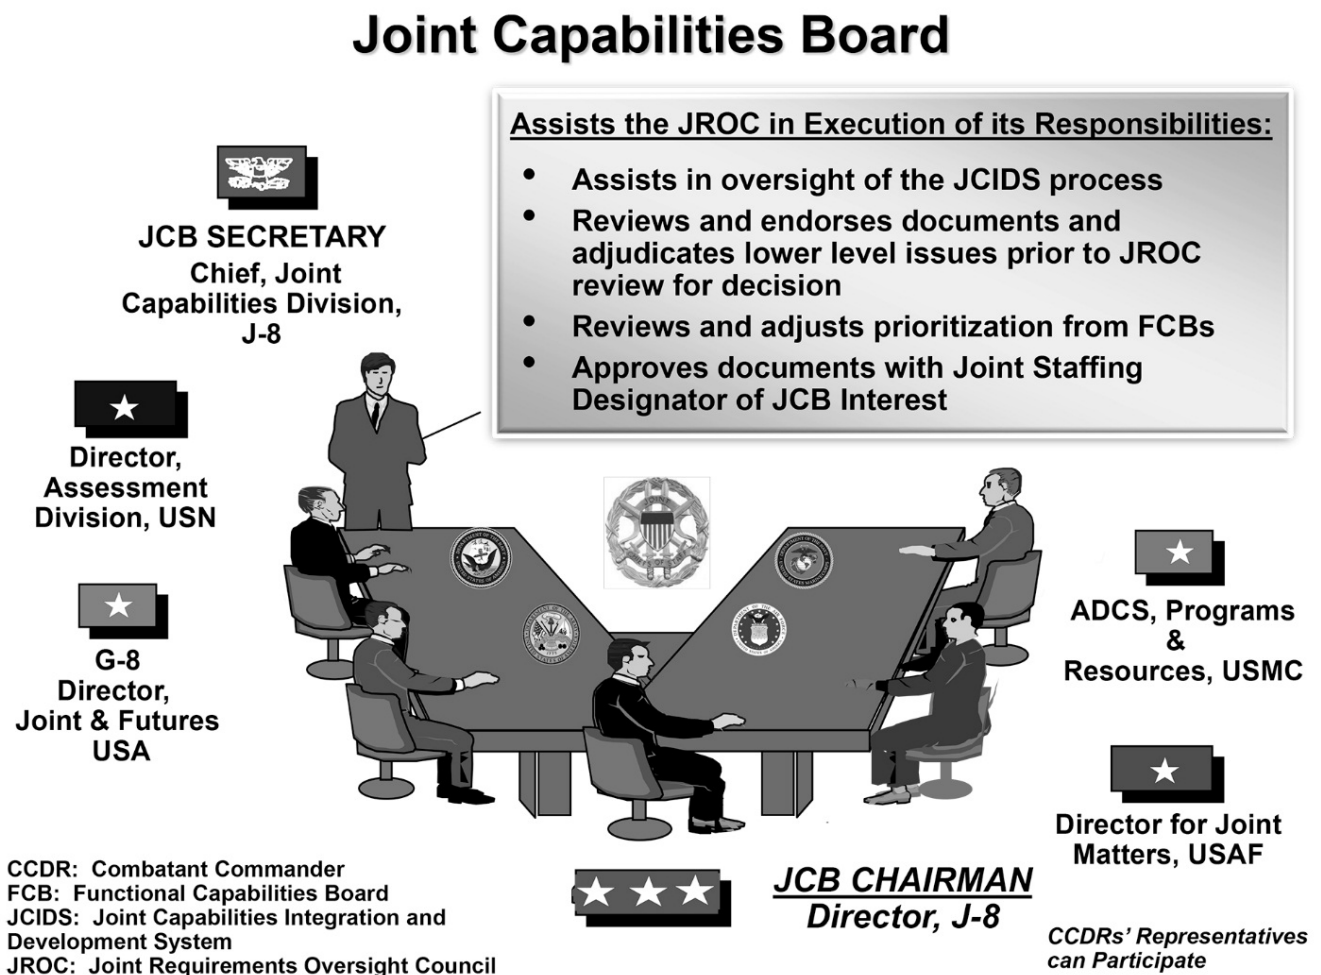 Joint Capabilities Board
Assists the JROC in Execution of its Responsibilities:
• Assists in oversight of the JCIDS process
• Reviews and endorses documents and
adjudicates lower level issues prior to JROC
review for decision
• Reviews and adjusts prioritization from FCBs
• Approves documents with Joint Staffing
Designator of JCB Interest
JCB SECRETARY
Chief, Joint
Capabilities Division,
J-8
Director,
Assessment
Division, USN
G-8
Director,
Joint & Futures
USA
ADCS, Programs
&
Resources, USMC
Director for Joint
Matters, USAF
JCB CHAIRMAN
Director, J-8
CCDRs' Representatives
can Participate
CCDR: Combatant Commander
FCB: Functional Capabilities Board
JCIDS: Joint Capabilities Integration and
Development System
JROC: Joint Requirements Oversight Council